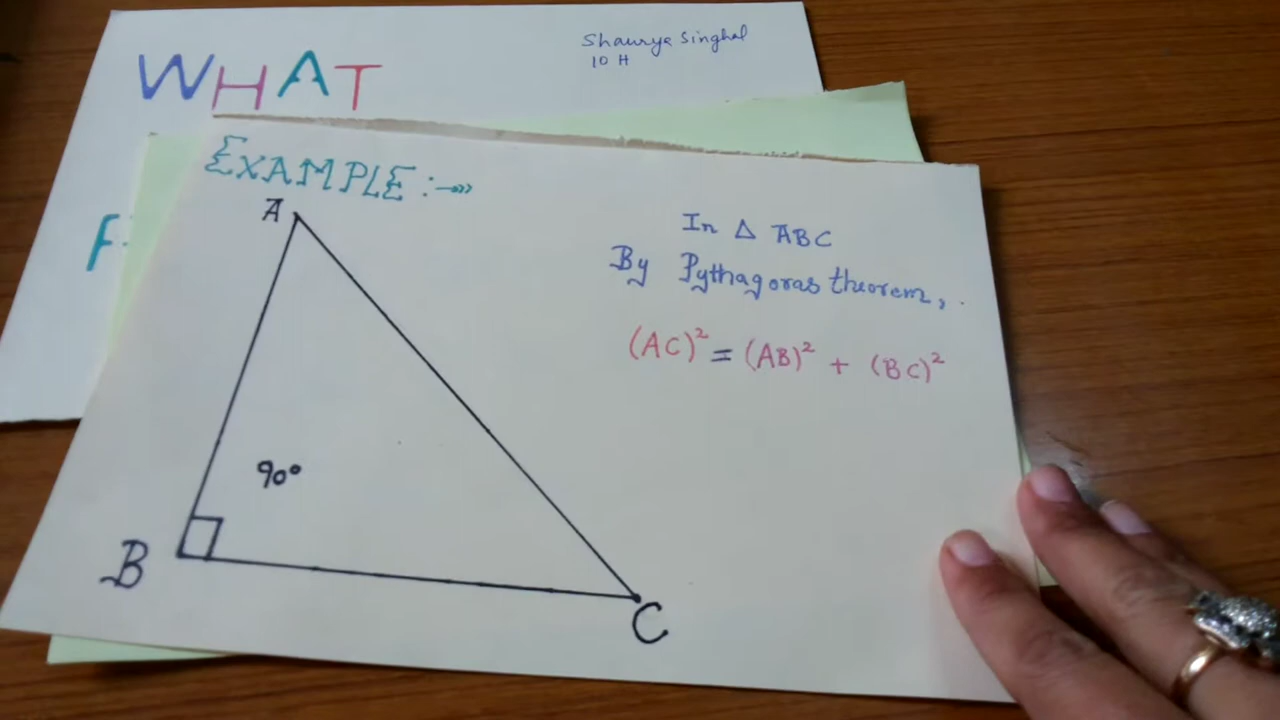 Shaurya Singhal
10 H
WHAT
EXAMPLE :→»»
A
In △ ABC
By Pythagoras theorem,
(AC)² = (AB)² + (BC)²
90°
B
C